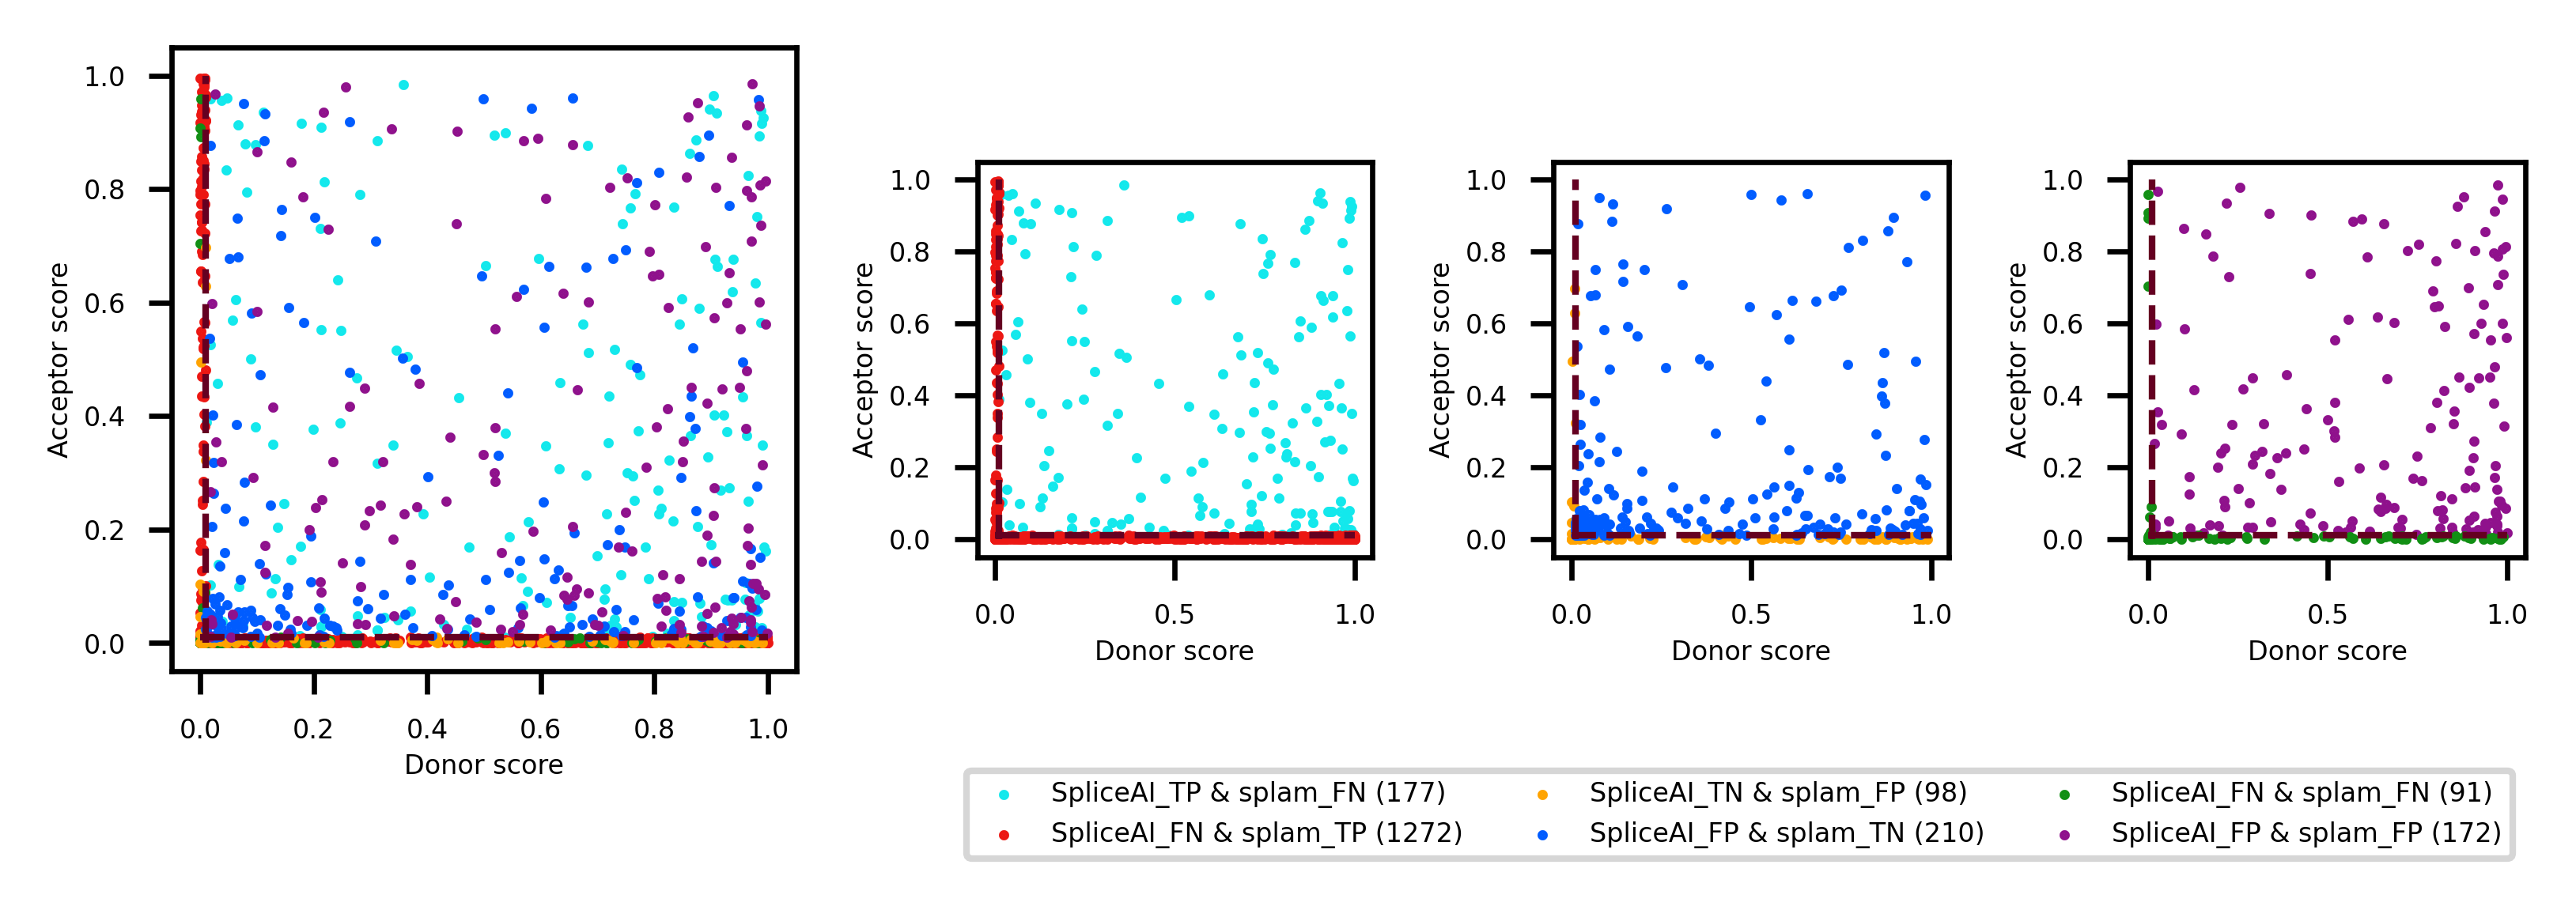 1.0
0.8
0.6
0.4
0.2
0.0
Acceptor score
0.0 0.2 0.4 0.6 0.8 1.0
Donor score
1.0
0.8
0.6
0.4
0.2
0.0
Acceptor score
0.0 0.5 1.0
Donor score
1.0
0.8
0.6
0.4
0.2
0.0
Acceptor score
0.0 0.5 1.0
Donor score
1.0
0.8
0.6
0.4
0.2
0.0
Acceptor score
0.0 0.5 1.0
Donor score
SpliceAI_TP & splam_FN (177)
SpliceAI_FN & splam_TP (1272)
SpliceAI_TN & splam_FP (98)
SpliceAI_FP & splam_TN (210)
SpliceAI_FN & splam_FN (91)
SpliceAI_FP & splam_FP (172)